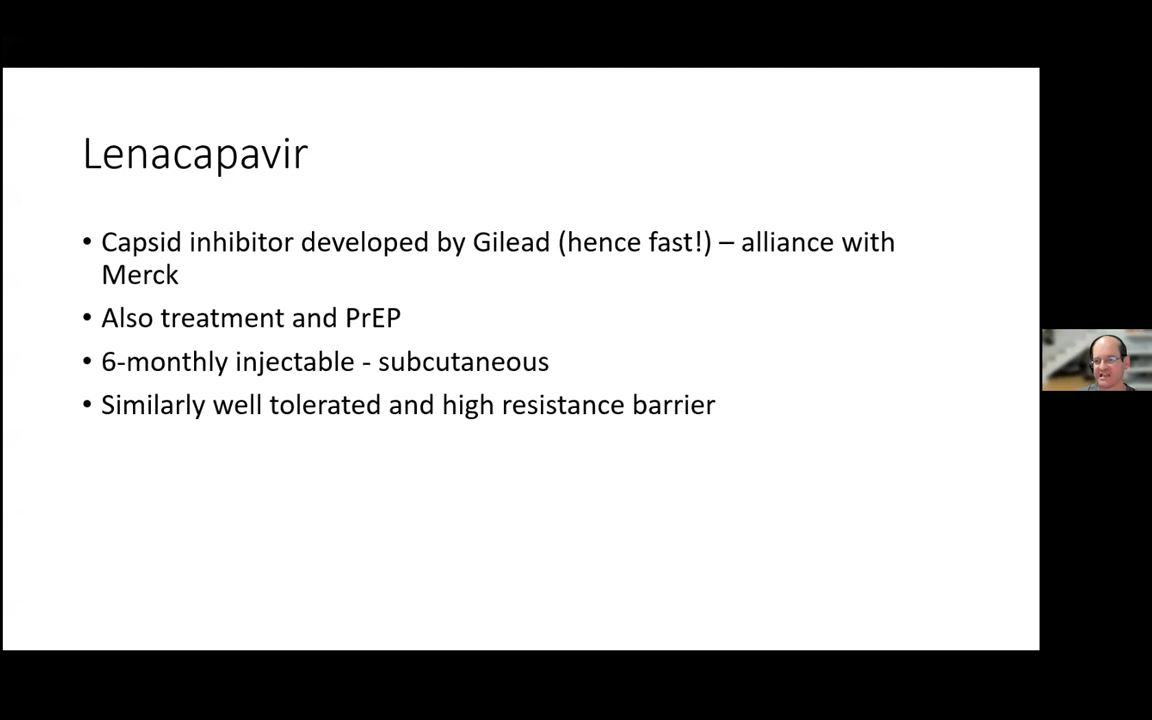 Lenacapavir
• Capsid inhibitor developed by Gilead (hence fast!) – alliance with
Merck
• Also treatment and PrEP
• 6-monthly injectable - subcutaneous
• Similarly well tolerated and high resistance barrier